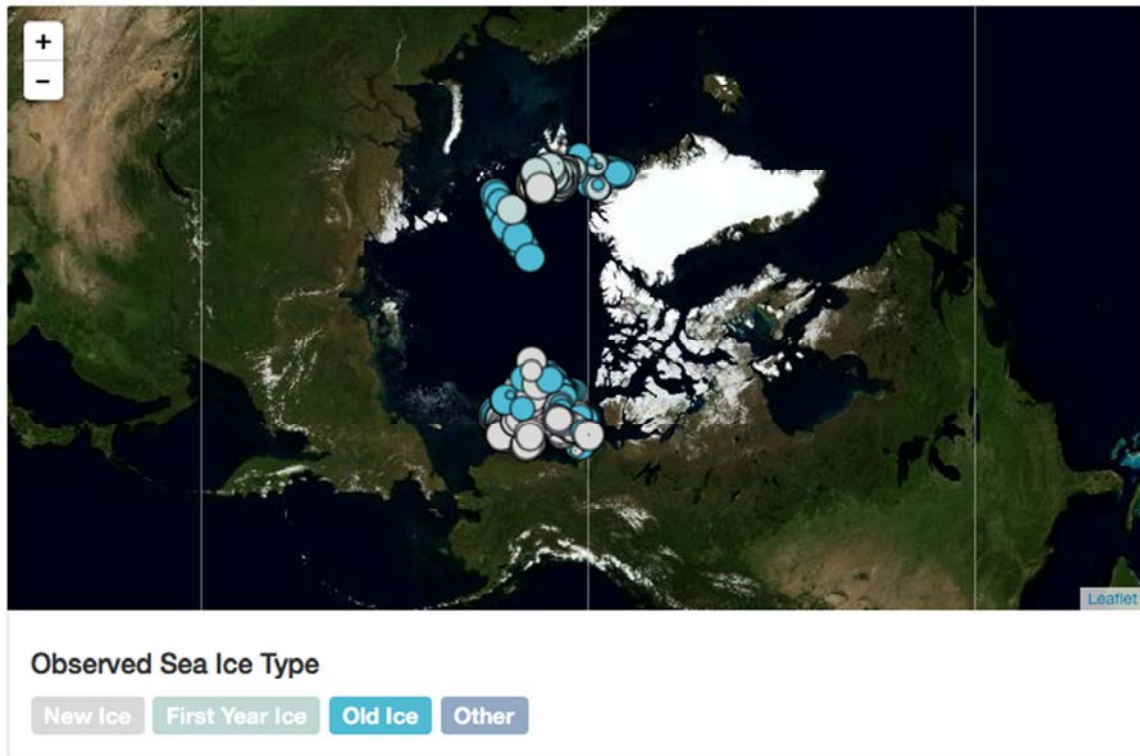 +
−
Leaflet
Observed Sea Ice Type
New Ice First Year Ice Old Ice Other